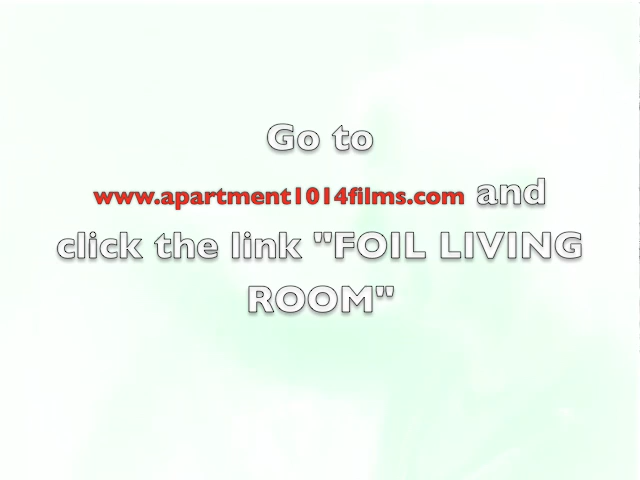 Go to
www.apartment1014films.com and
click the link "FOIL LIVING
ROOM"